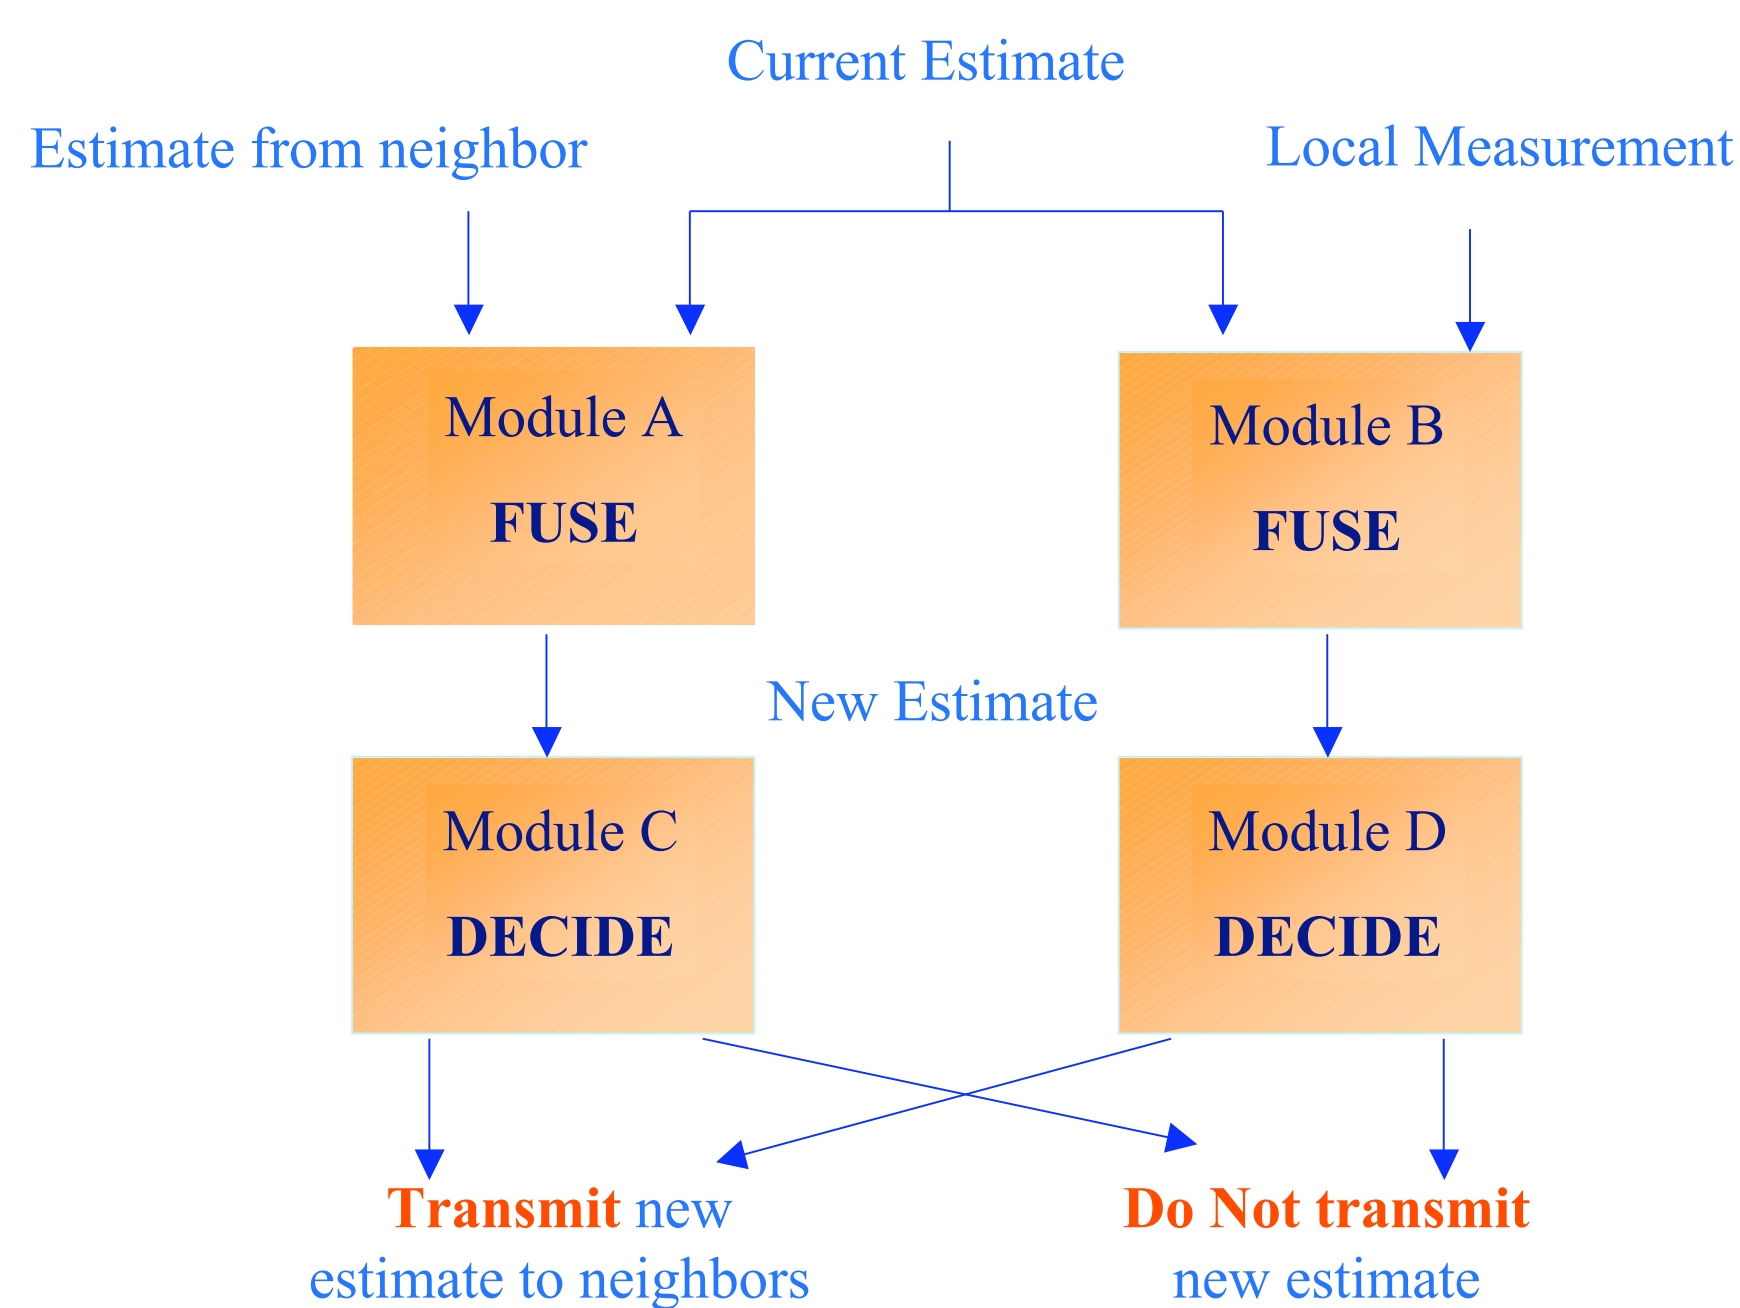 Current Estimate
Estimate from neighbor
Local Measurement
Module A
FUSE
Module B
FUSE
New Estimate
Module C
DECIDE
Module D
DECIDE
Transmit new
estimate to neighbors
Do Not transmit
new estimate